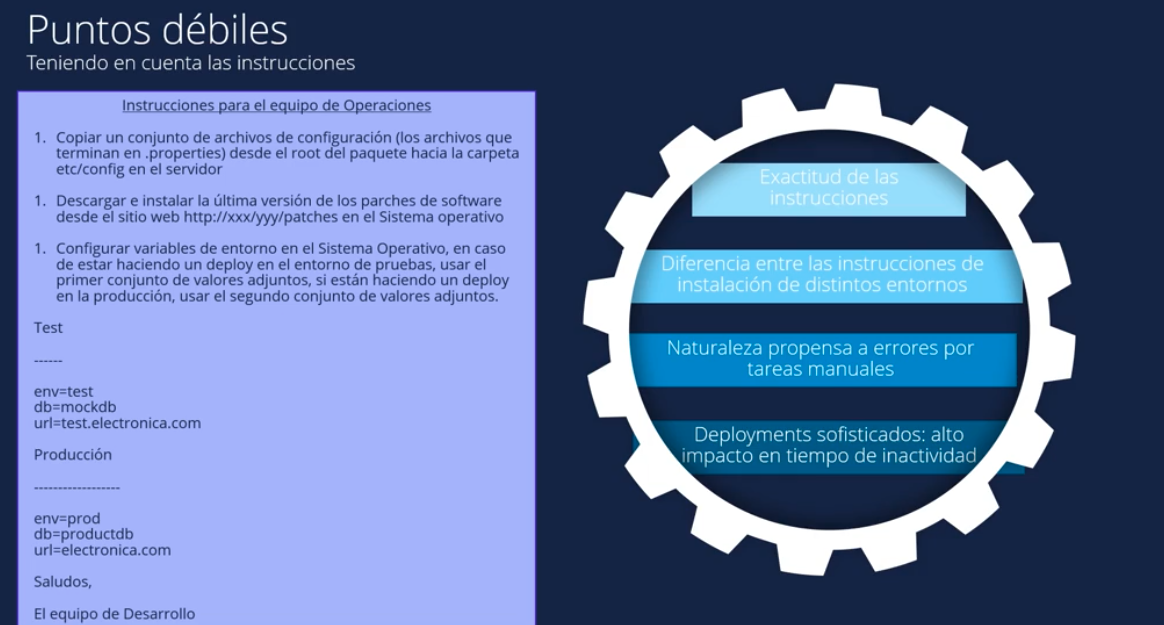 Puntos débiles
Teniendo en cuenta las instrucciones
Instrucciones para el equipo de Operaciones
1. Copiar un conjunto de archivos de configuración (los archivos que
terminan en .properties) desde el root del paquete hacia la carpeta
etc/config en el servidor
1. Descargar e instalar la última versión de los parches de software
desde el sitio web http://xxx/yyy/patches en el Sistema operativo
1. Configurar variables de entorno en el Sistema Operativo, en caso
de estar haciendo un deploy en el entorno de pruebas, usar el
primer conjunto de valores adjuntos, si están haciendo un deploy
en la producción, usar el segundo conjunto de valores adjuntos.
Test
------
env=test
db=mockdb
url=test.electronica.com
Producción
------------------
env=prod
db=productdb
url=electronica.com
Saludos,
El equipo de Desarrollo
Exactitud de las
instrucciones
Diferencia entre las instrucciones de
instalación de distintos entornos
Naturaleza propensa a errores por
tareas manuales
Deployments sofisticados: alto
impacto en tiempo de inactividad